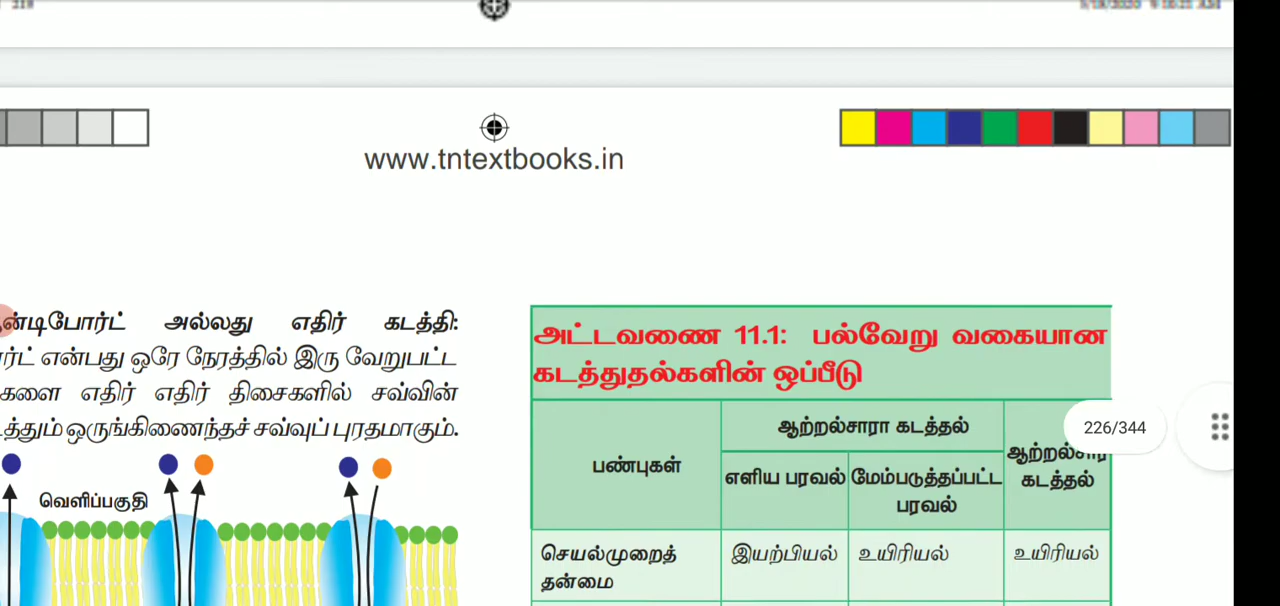 www.tntextbooks.in
அல்லது எதிர் கடத்தி:
என்பது ஒரே நேரத்தில் இரு வேறுபட்ட
எதிர் எதிர் திசைகளில் சவ்வின்
ஒருங்கிணைந்தச் சவ்வுப் புரதமாகும்.
வெளிப்பகுதி
அட்டவணை 11.1: பல்வேறு வகையான
கடத்துதல்களின் ஒப்பீடு
பண்புகள்
ஆற்றல்சாரா கடத்தல்
ஆற்றல்சார்
கடத்தல்
எளிய பரவல்
மேம்படுத்தப்பட்ட
பரவல்
செயல்முறைத்
தன்மை
இயற்பியல்
உயிரியல்
உயிரியல்
226/344